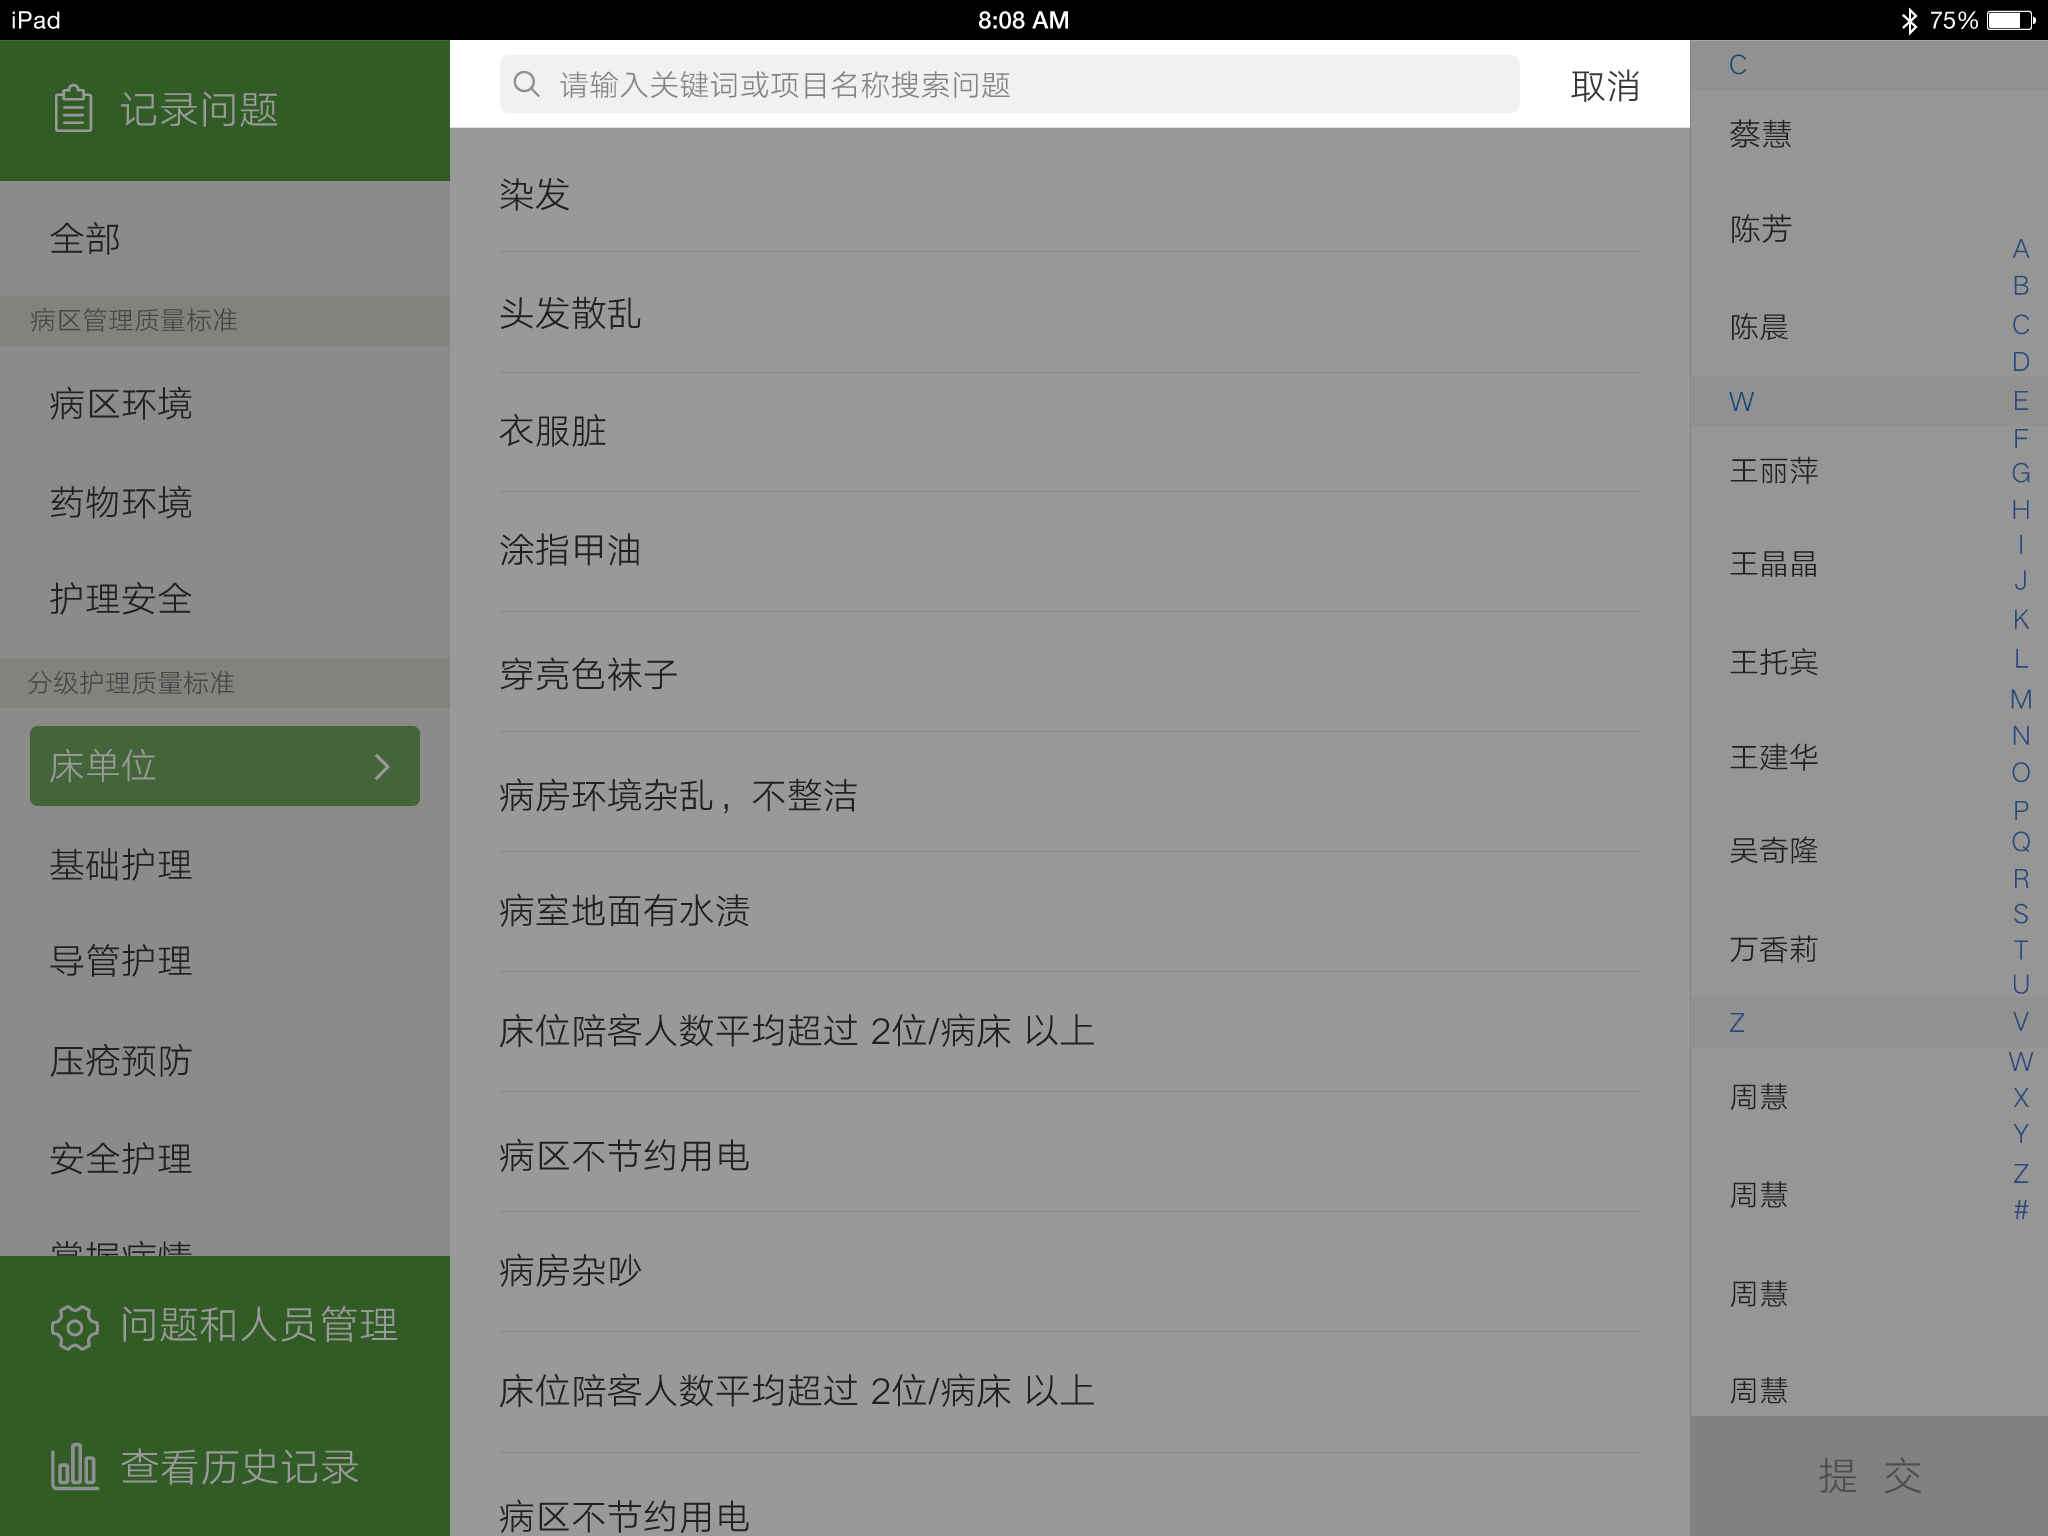 iPad
8:08 AM
75%
记录问题
全部
病区管理质量标准
病区环境
药物环境
护理安全
分级护理质量标准
床单位
基础护理
导管护理
压疮预防
安全护理
掌握病情
问题和人员管理
查看历史记录
请输入关键词或项目名称搜索问题
取消
染发
头发散乱
衣服脏
涂指甲油
穿亮色袜子
病房环境杂乱，不整洁
病室地面有水渍
床位陪客人数平均超过 2位/病床 以上
病区不节约用电
病房杂吵
床位陪客人数平均超过 2位/病床 以上
病区不节约用电
C
蔡慧
陈芳
陈晨
W
王丽萍
王晶晶
王托宾
王建华
吴奇隆
万香莉
Z
周慧
周慧
周慧
周慧
提 交
A
B
C
D
E
F
G
H
I
J
K
L
M
N
O
P
Q
R
S
T
U
V
W
X
Y
Z
#